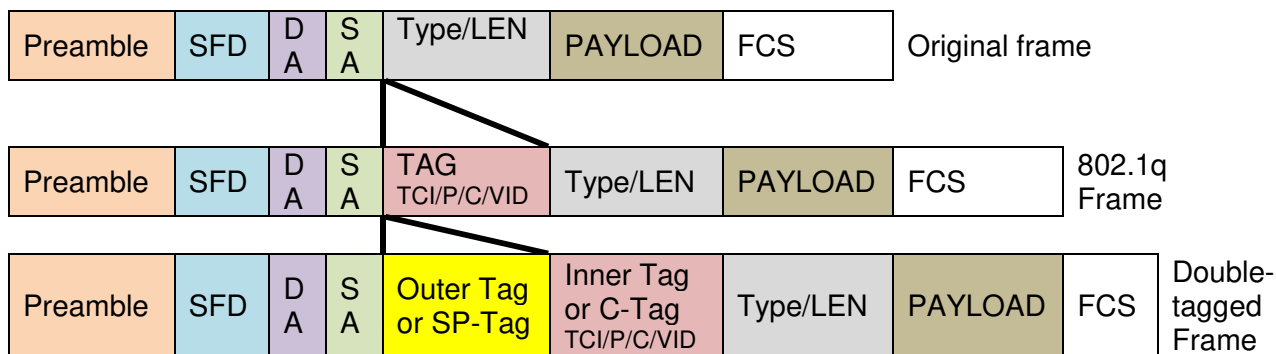 Preamble SFD D A S A Type/LEN PAYLOAD FCS Original frame
Preamble SFD D A S A TAG TCI/P/C/VID Type/LEN PAYLOAD FCS 802.1q Frame
Preamble SFD D A S A Outer Tag or SP-Tag Inner Tag or C-Tag TCI/P/C/VID Type/LEN PAYLOAD FCS Double-tagged Frame